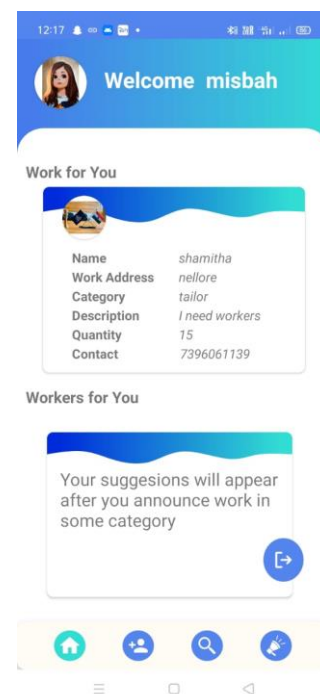 12:17
Welcome misbah
Work for You
Name shamitha
Work Address nellore
Category tailor
Description I need workers
Quantity 15
Contact 7396061139
Workers for You
Your suggesions will appear
after you announce work in
some category